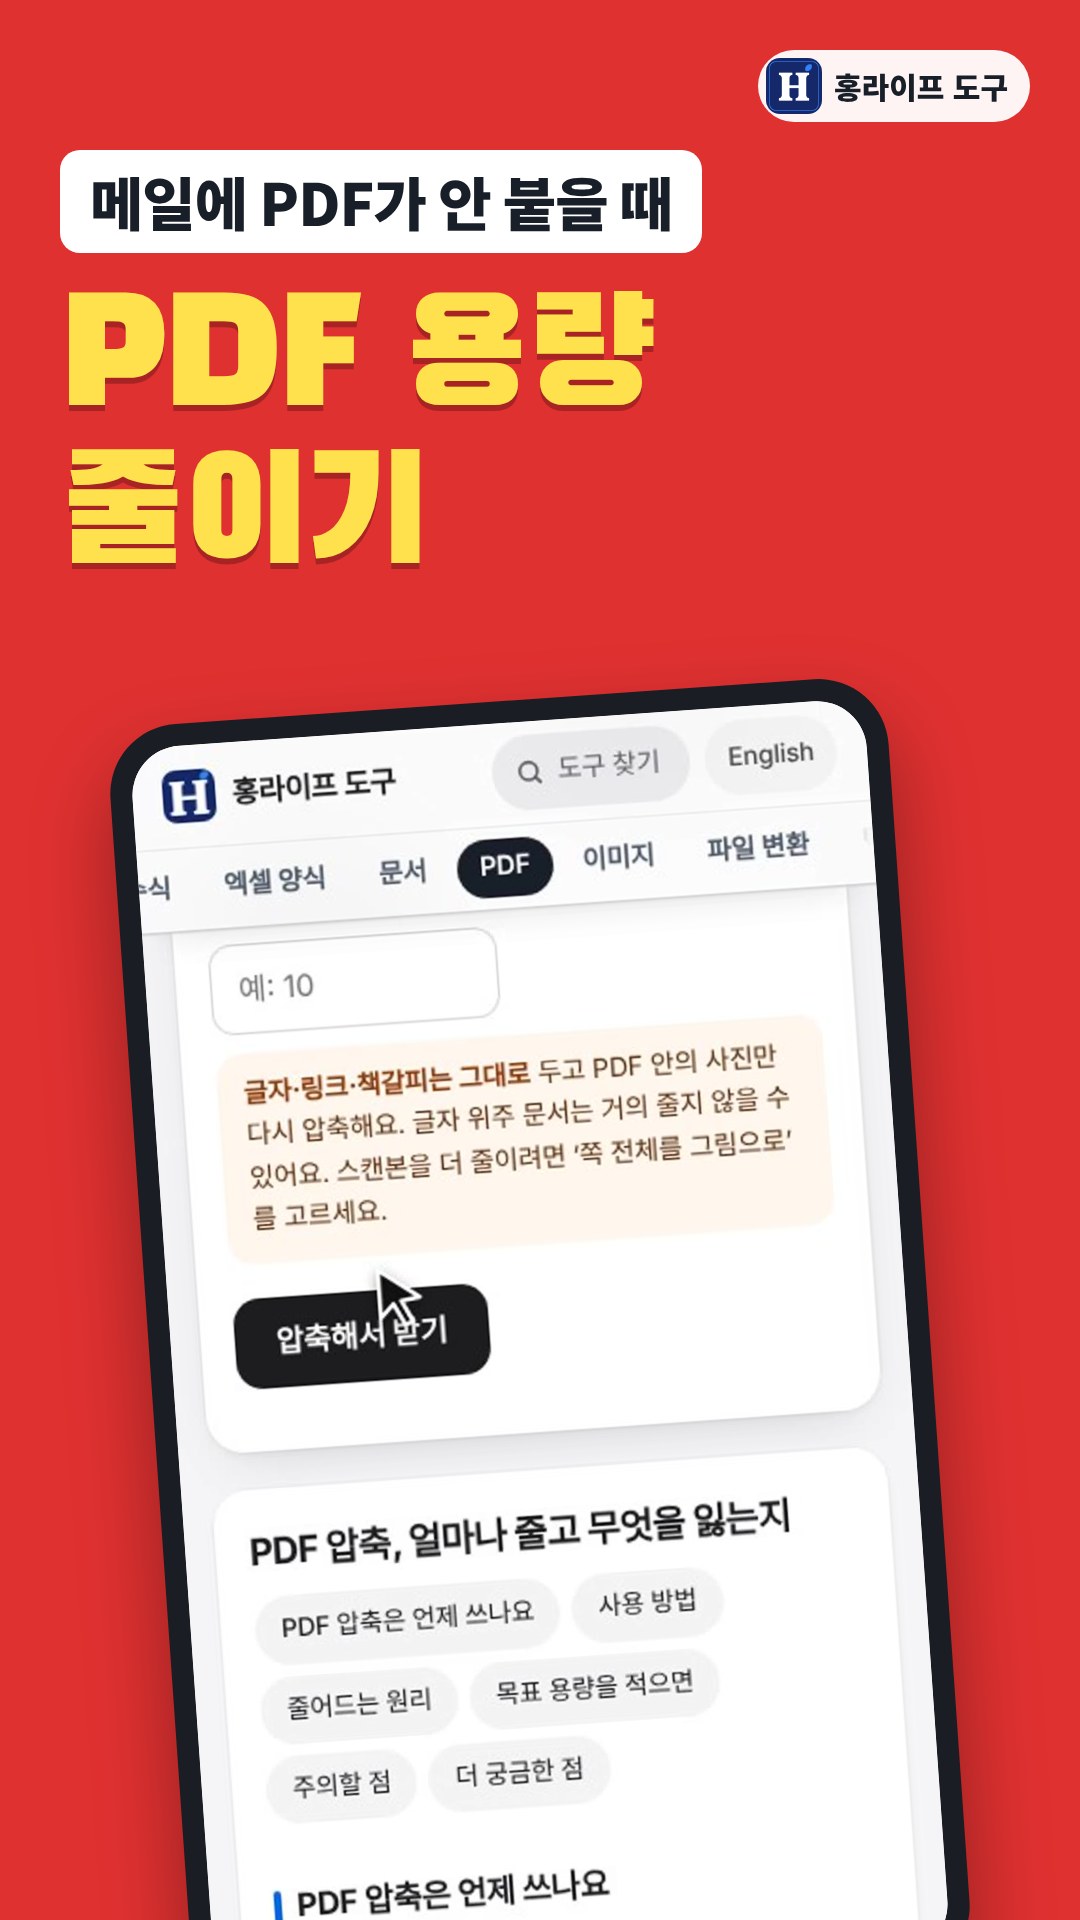 홍라이프 도구
메일에 PDF가 안 붙을 때
PDF 용량
줄이기
홍라이프 도구
도구 찾기
English
엑셀 양식
문서
PDF
이미지
파일 변환
예: 10
글자·링크·책갈피는 그대로 두고 PDF 안의 사진만
다시 압축해요. 글자 위주 문서는 거의 줄지 않을 수
있어요. 스캔본을 더 줄이려면 ‘쪽 전체를 그림으로’
를 고르세요.
압축해서 받기
PDF 압축, 얼마나 줄고 무엇을 잃는지
PDF 압축은 언제 쓰나요
사용 방법
줄어드는 원리
목표 용량을 적으면
주의할 점
더 궁금한 점
PDF 압축은 언제 쓰나요